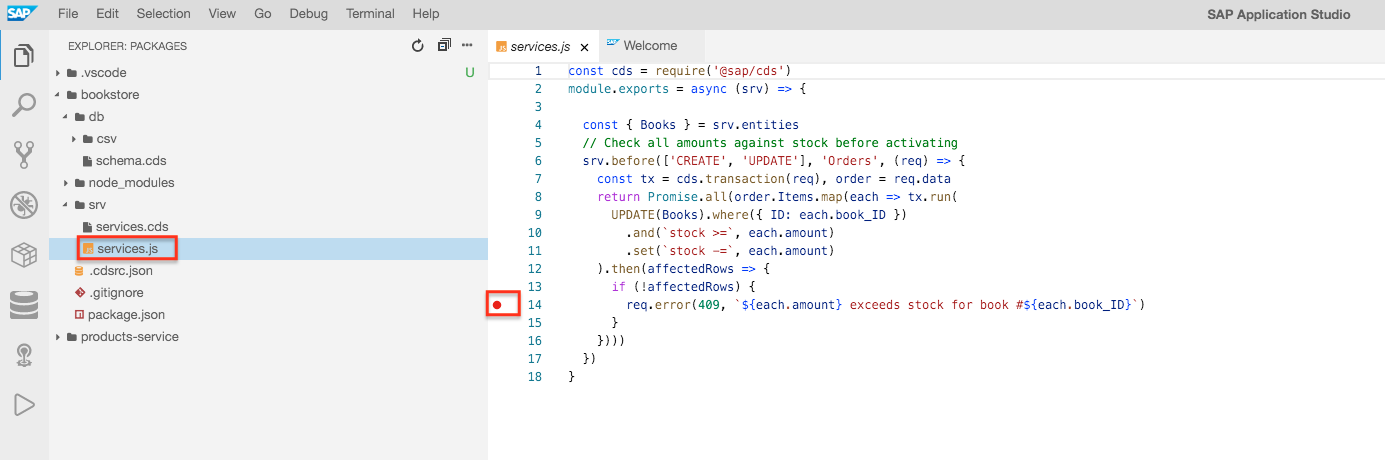 SAP File Edit Selection View Go Debug Terminal Help SAP Application Studio
EXPLORER: PACKAGES
.vscode U
bookstore
db
csv
schema.cds
node_modules
srv
services.cds
JS services.js
.cdsrc.json
.gitignore
package.json
products-service
JS services.js × SAP Welcome
1 const cds = require('@sap/cds')
2 module.exports = async (srv) => {
3
4 const { Books } = srv.entities
5 // Check all amounts against stock before activating
6 srv.before(['CREATE', 'UPDATE'], 'Orders', (req) => {
7 const tx = cds.transaction(req), order = req.data
8 return Promise.all(order.Items.map(each => tx.run(
9 UPDATE(Books).where({ ID: each.book_ID })
10 .and(`stock >=`, each.amount)
11 .set(`stock -=`, each.amount)
12 ).then(affectedRows => {
13 if (!affectedRows) {
14 req.error(409, `${each.amount} exceeds stock for book #${each.book_ID}`)
15 }
16 })))
17 })
18 }